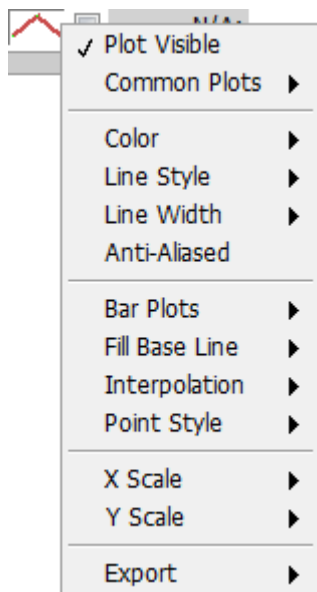 Plot Visible
Common Plots
Color
Line Style
Line Width
Anti-Aliased
Bar Plots
Fill Base Line
Interpolation
Point Style
X Scale
Y Scale
Export